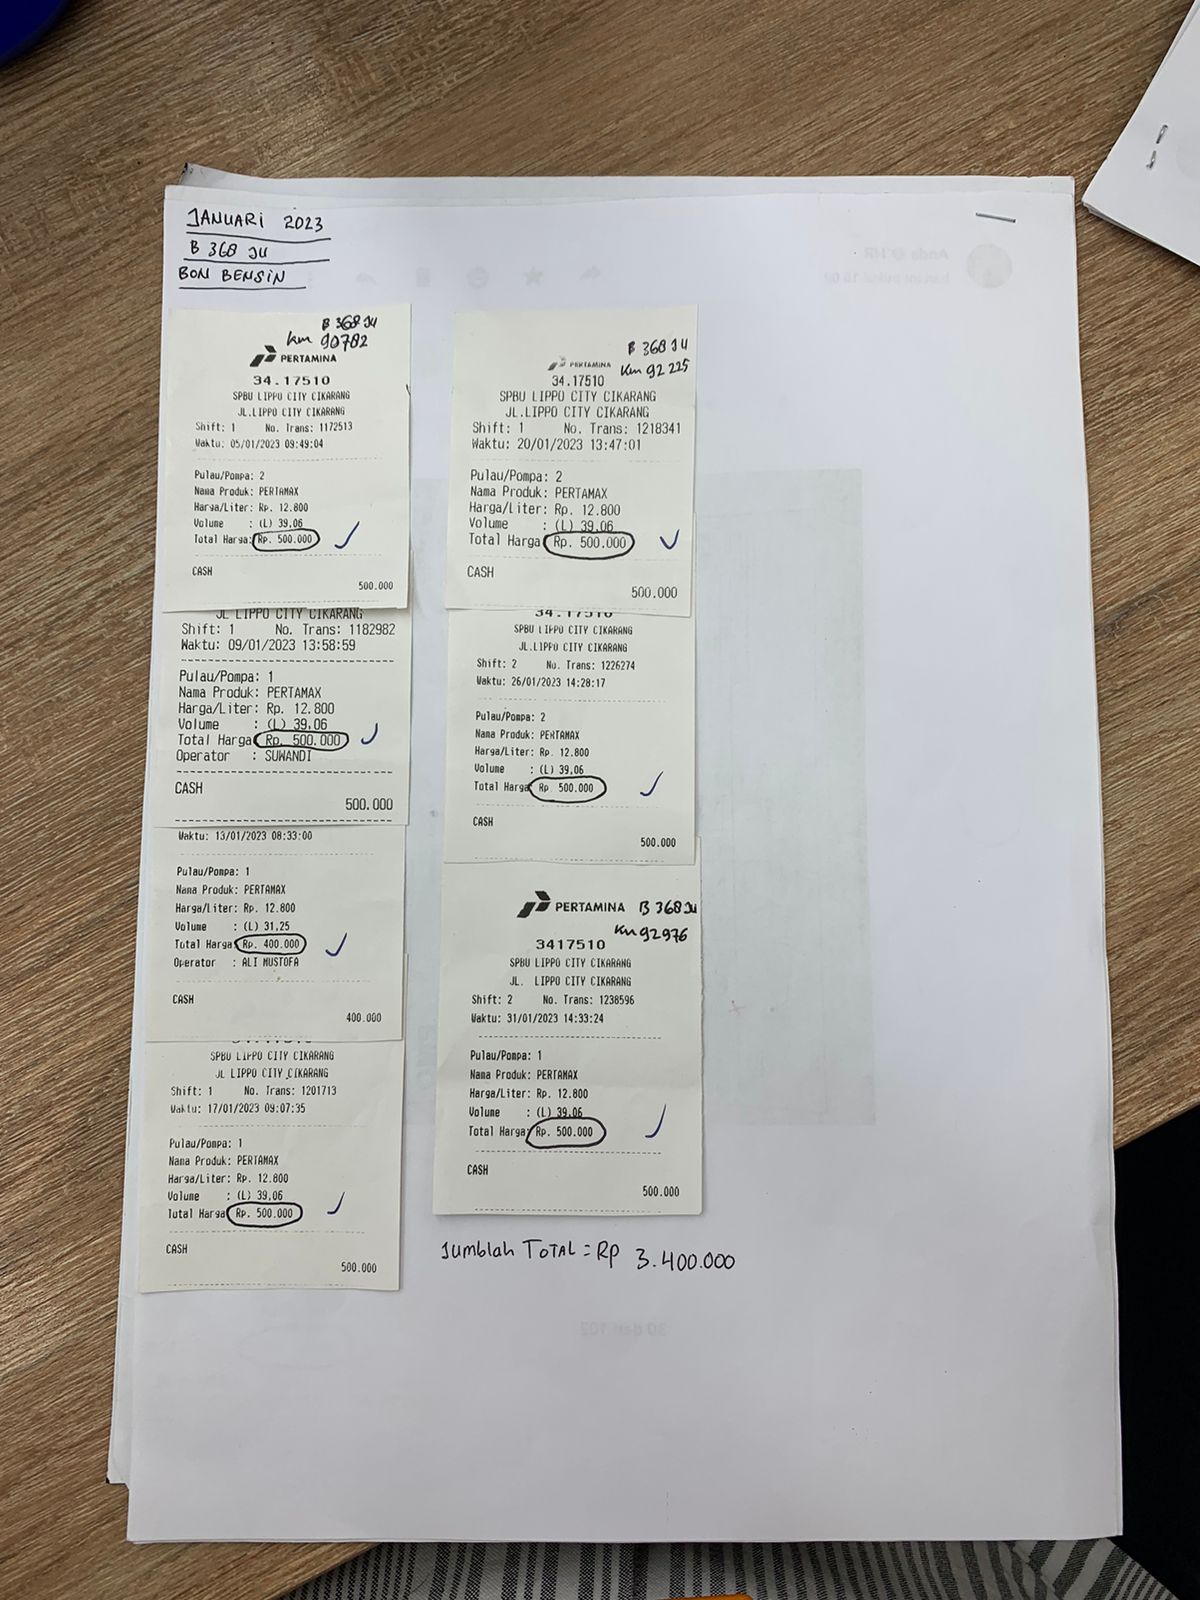 JANUARI 2023
B 368 JU
BON BENSIN
B 368 JU
Km 90782
PERTAMINA
34.17510
SPBU LIPPO CITY CIKARANG
JL.LIPPO CITY CIKARANG
Shift: 1 No. Trans: 1172513
Waktu: 05/01/2023 09:49:04
Pulau/Pompa: 2
Nama Produk: PERTAMAX
Harga/Liter: Rp. 12.800
Volume : (L) 39,06
Total Harga: Rp. 500.000
CASH
500.000
JL LIPPO CITY CIKARANG
Shift: 1 No. Trans: 1182982
Waktu: 09/01/2023 13:58:59
Pulau/Pompa: 1
Nama Produk: PERTAMAX
Harga/Liter: Rp. 12.800
Volume : (L) 39,06
Total Harga Rp. 500.000
Operator : SUWANDI
CASH
500.000
Waktu: 13/01/2023 08:33:00
Pulau/Pompa: 1
Nama Produk: PERTAMAX
Harga/Liter: Rp. 12.800
Volume : (L) 31,25
Total Harga Rp. 400.000
Operator : ALI MUSTOFA
CASH
400.000
SPBU LIPPO CITY CIKARANG
JL LIPPO CITY CIKARANG
Shift: 1 No. Trans: 1201713
Waktu: 17/01/2023 09:07:35
Pulau/Pompa: 1
Nama Produk: PERTAMAX
Harga/Liter: Rp. 12.800
Volume : (L) 39,06
Total Harga Rp. 500.000
CASH
500.000
B 368 JU
PERTAMINA Km 92225
34.17510
SPBU LIPPO CITY CIKARANG
JL.LIPPO CITY CIKARANG
Shift: 1 No. Trans: 1218341
Waktu: 20/01/2023 13:47:01
Pulau/Pompa: 2
Nama Produk: PERTAMAX
Harga/Liter: Rp. 12.800
Volume : (L) 39,06
Total Harga Rp. 500.000
CASH
500.000
34.17510
SPBU LIPPO CITY CIKARANG
JL.LIPPO CITY CIKARANG
Shift: 2 No. Trans: 1226274
Waktu: 26/01/2023 14:28:17
Pulau/Pompa: 2
Nama Produk: PERTAMAX
Harga/Liter: Rp. 12.800
Volume : (L) 39,06
Total Harga Rp. 500.000
CASH
500.000
PERTAMINA B 368 JU
Km 92976
3417510
SPBU LIPPO CITY CIKARANG
JL. LIPPO CITY CIKARANG
Shift: 2 No. Trans: 1238596
Waktu: 31/01/2023 14:33:24
Pulau/Pompa: 1
Nama Produk: PERTAMAX
Harga/Liter: Rp. 12.800
Volume : (L) 39,06
Total Harga: Rp. 500.000
CASH
500.000
Jumblah TOTAL = Rp 3.400.000